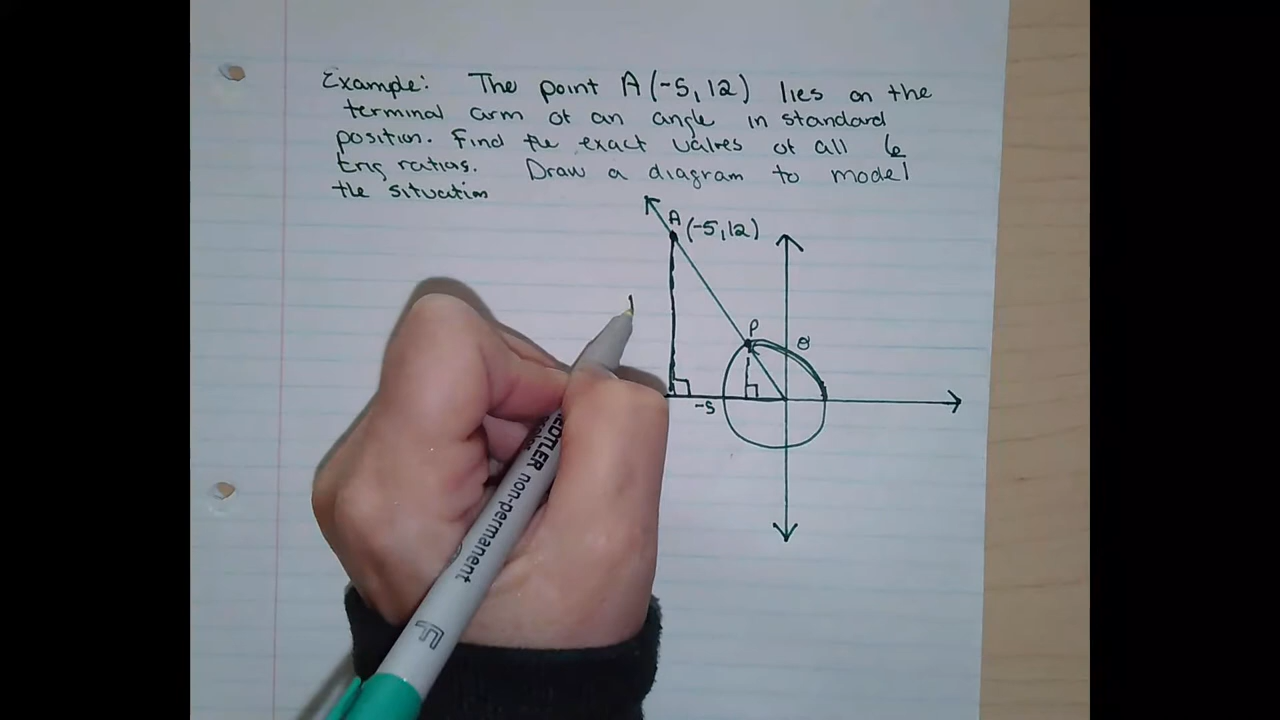 Example: The point A(-5,12) lies on the
terminal arm of an angle in standard
position. Find the exact values of all 6
trig ratios. Draw a diagram to model
the situation
A (-5,12)
P
θ
-5
STAEDTLER non-permanent
F